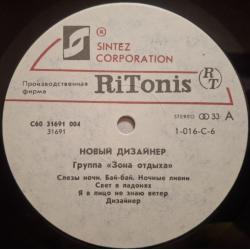 ®
SINTEZ
CORPORATION
Производственная
фирма
RiTonis
RT
®
С60 31691 004
31691
STEREO ꝏ 33 A
1-016-C-6
НОВЫЙ ДИЗАЙНЕР
Группа «Зона отдыха»
Слезы ночи. Бай-бай. Ночные ливни
Свет в ладонях
Я в лицо не знаю ветер
Дизайнер